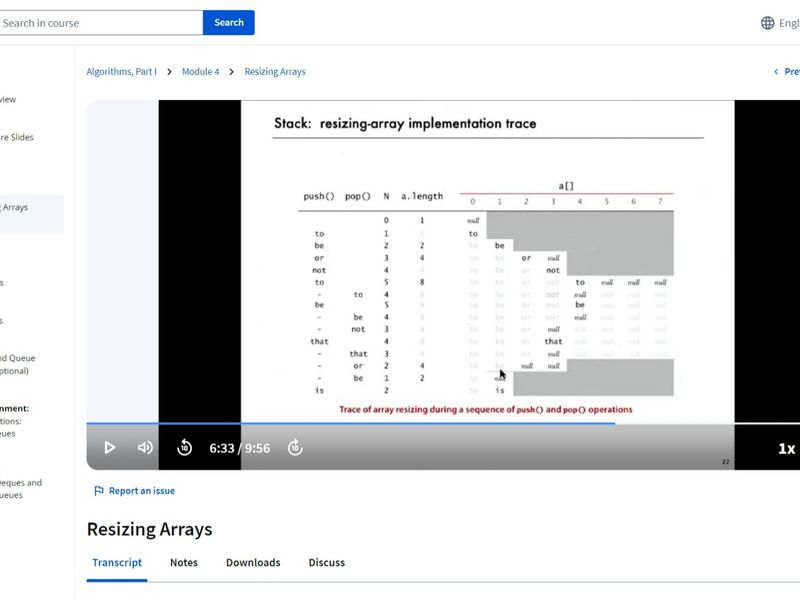 Search in course Search Engl
Algorithms, Part I > Module 4 > Resizing Arrays < Prev
view
re Slides
g Arrays
s
s
nd Queue
ptional)
nment:
tions:
eues
Deques and
ueues
Stack: resizing-array implementation trace
a[]
push() pop() N a.length 0 1 2 3 4 5 6 7
0 1 null
to 1 1 to
be 2 2 to be
or 3 4 to be or null
not 4 4 to be or not
to 5 8 to be or not to null null null
- to 4 8 to be or not null null null null
be 5 8 to be or not be null null null
- be 4 8 to be or not null null null null
- not 3 8 to be or null null null null null
that 4 8 to be or that null null null null
- that 3 8 to be or null null null null null
- or 2 4 to be null null
- be 1 2 to null
is 2 2 to is
Trace of array resizing during a sequence of push() and pop() operations
22
10 6:33 / 9:56 10 1x
Report an issue
Resizing Arrays
Transcript Notes Downloads Discuss